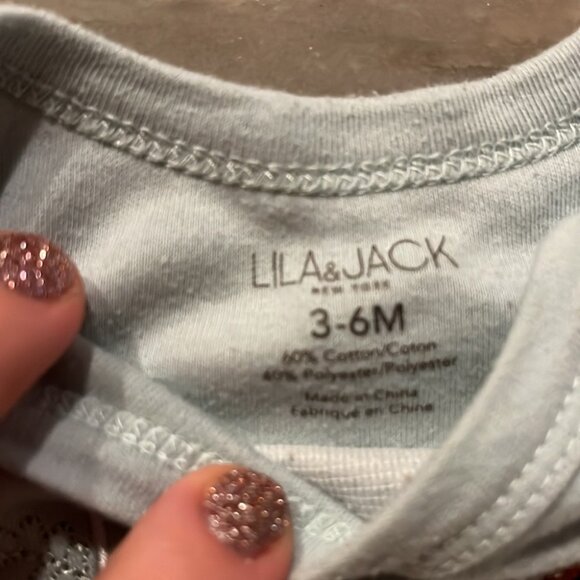 LILA&JACK
NEW YORK
3-6M
60% Cotton/Coton
40% Polyester/Polyester
Made in China
Fabriqué en Chine